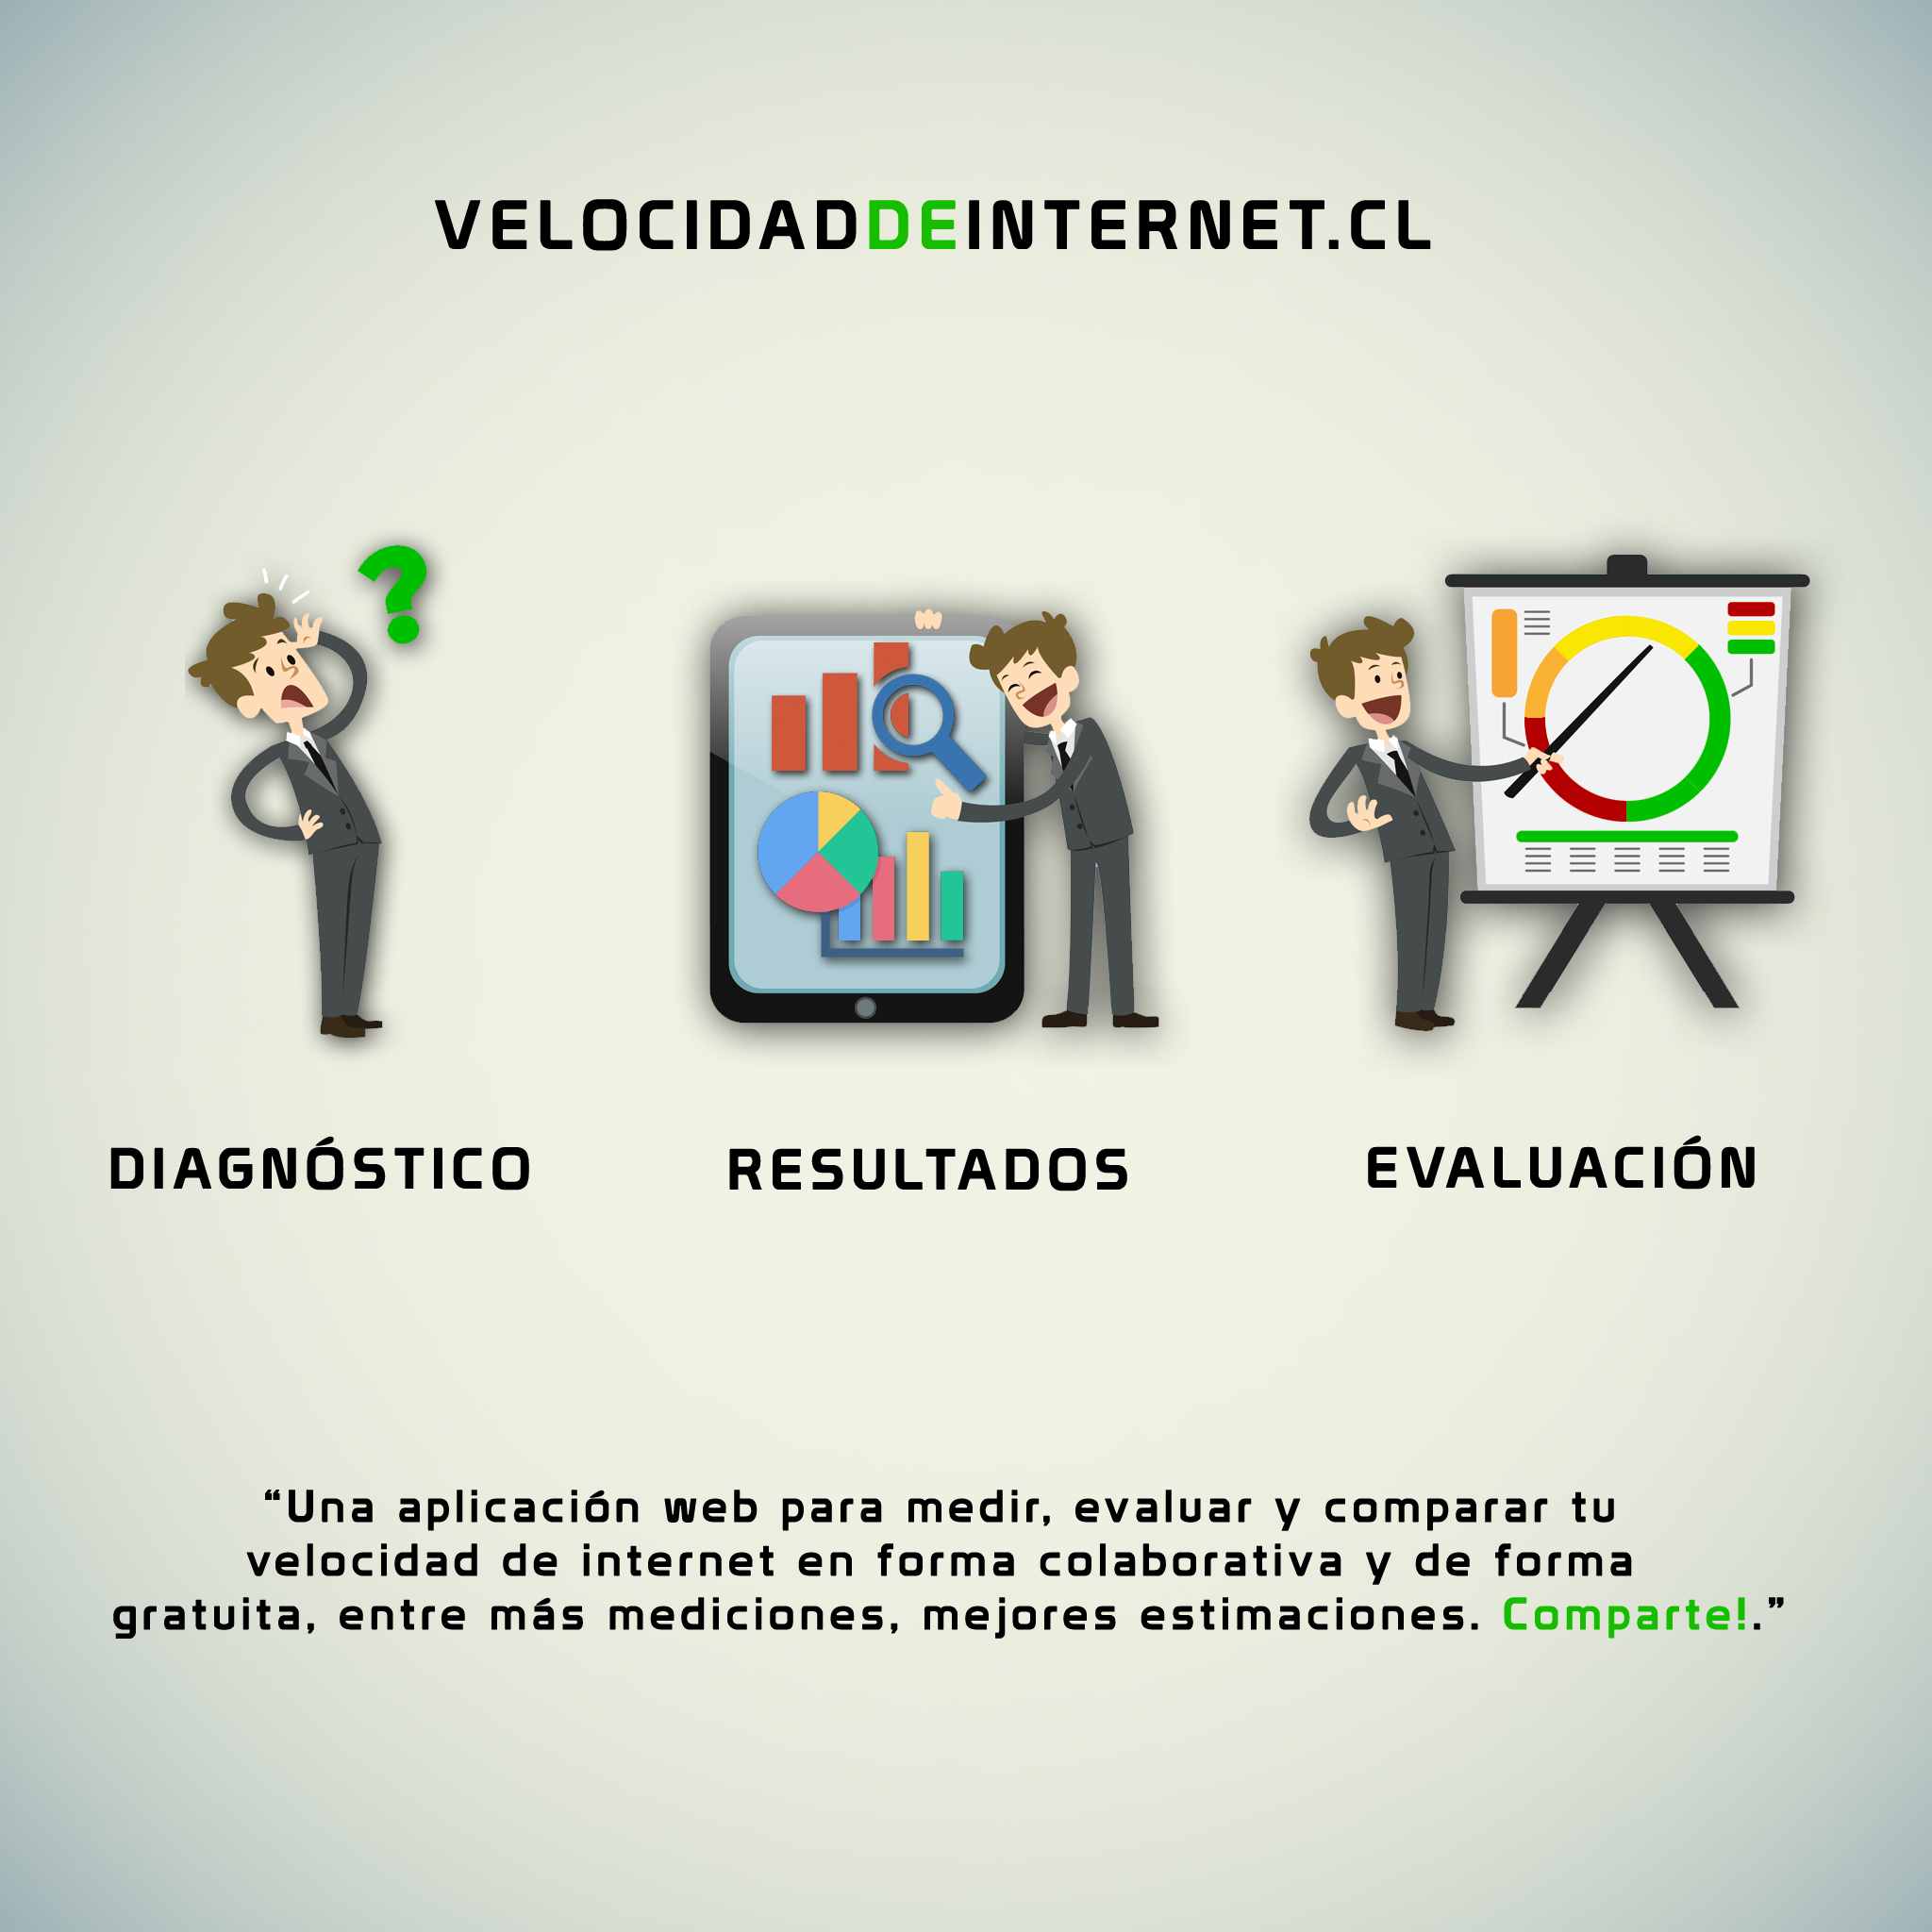 VELOCIDADDEINTERNET.CL
?
DIAGNÓSTICO
RESULTADOS
EVALUACIÓN
“Una aplicación web para medir, evaluar y comparar tu
velocidad de internet en forma colaborativa y de forma
gratuita, entre más mediciones, mejores estimaciones. Comparte!.”